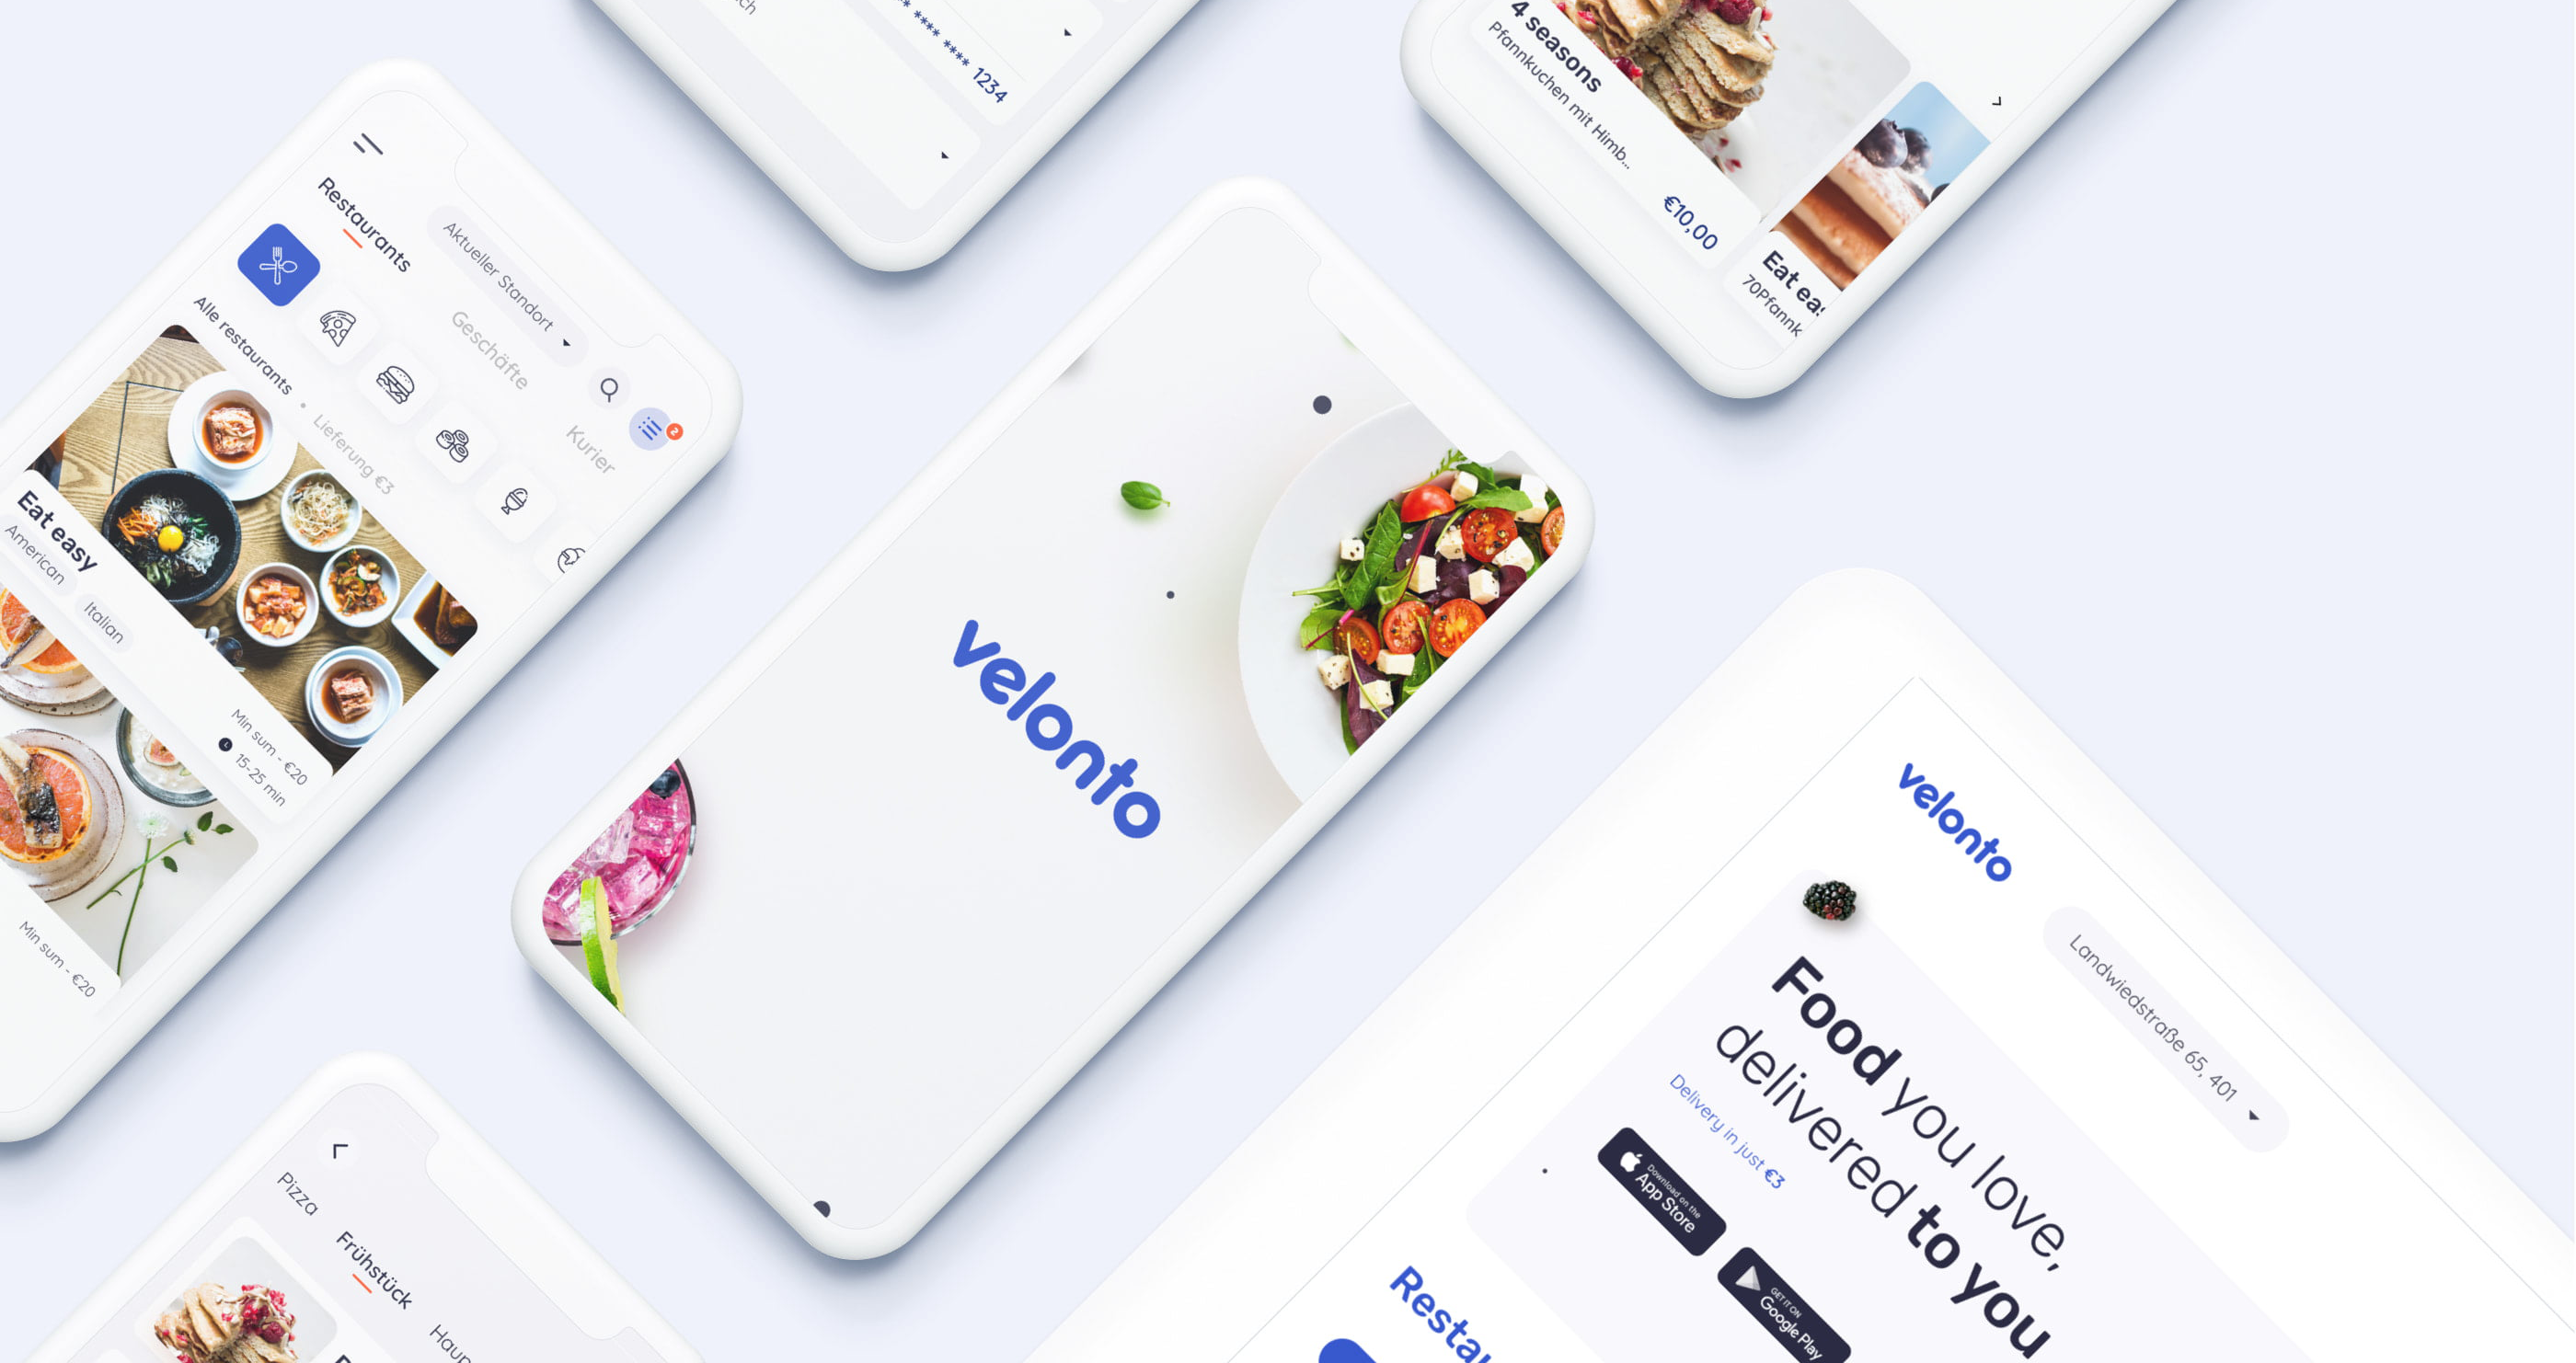 **** **** 1234
4 seasons
Pfannkuchen mit Himb...
€10,00
Eat eas
70Pfannk
Aktueller Standort
2
Restaurants
Geschäfte
Kurier
Alle restaurants • Lieferung €3
Eat easy
American
Italian
Min sum - €20
15-25 min
Min sum - €20
velonto
velonto
Landwiedstraße 65, 401
Food you love,
delivered to you
Delivery in just €3
Download on the
App Store
GET IT ON
Google Play
Restau
Pizza
Frühstück
Haup